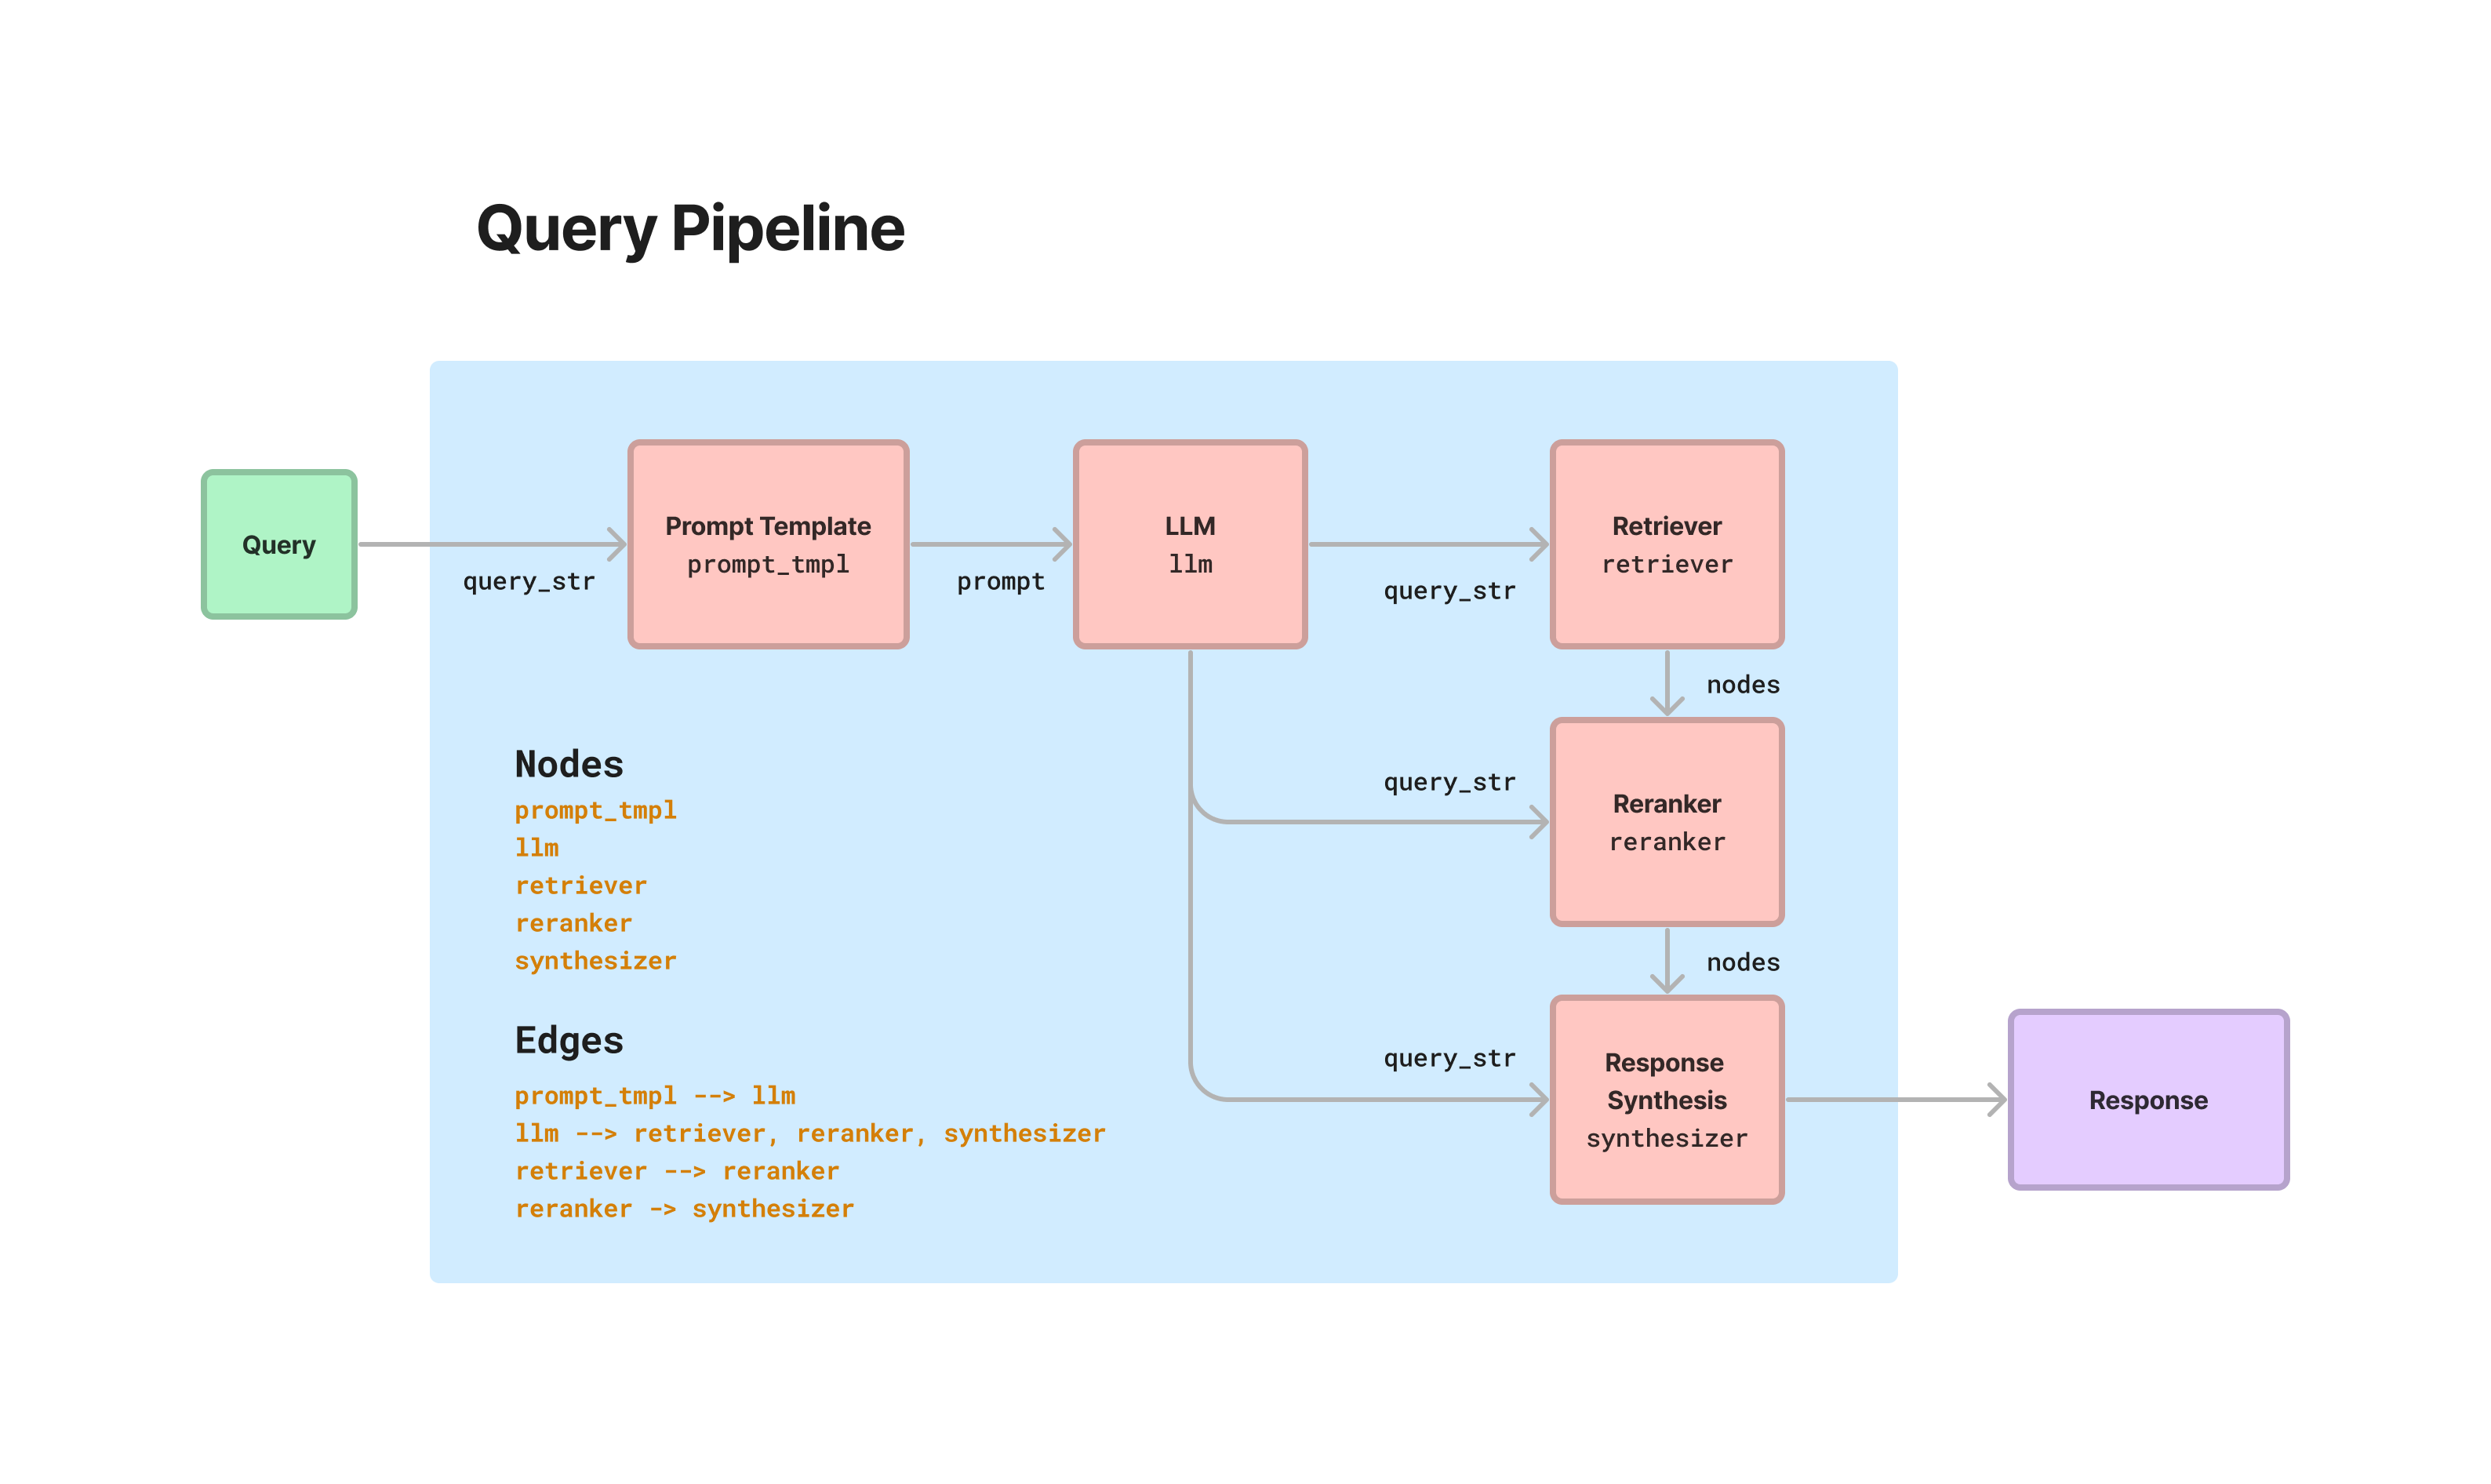 Query Pipeline
Query
query_str
Prompt Template
prompt_tmpl
prompt
LLM
llm
query_str
Retriever
retriever
nodes
query_str
Reranker
reranker
nodes
query_str
Response
Synthesis
synthesizer
Response
Nodes
prompt_tmpl
llm
retriever
reranker
synthesizer
Edges
prompt_tmpl --> llm
llm --> retriever, reranker, synthesizer
retriever --> reranker
reranker -> synthesizer